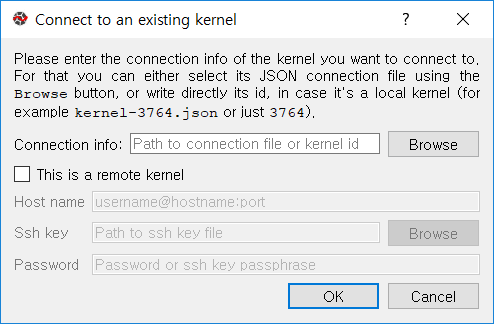 Connect to an existing kernel
Please enter the connection info of the kernel you want to connect to.
For that you can either select its JSON connection file using the
Browse button, or write directly its id, in case it's a local kernel (for
example kernel-3764.json or just 3764).
Connection info: Path to connection file or kernel id Browse
This is a remote kernel
Host name username@hostname:port
Ssh key Path to ssh key file Browse
Password Password or ssh key passphrase
OK Cancel